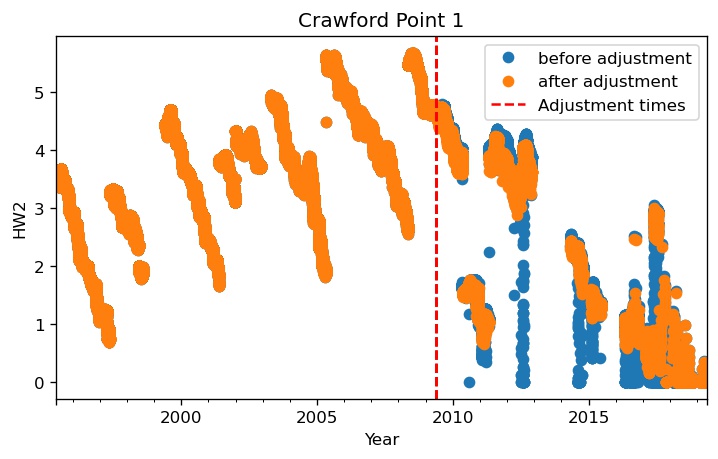 Crawford Point 1
before adjustment
after adjustment
Adjustment times
HW2
5
4
3
2
1
0
2000 2005 2010 2015
Year